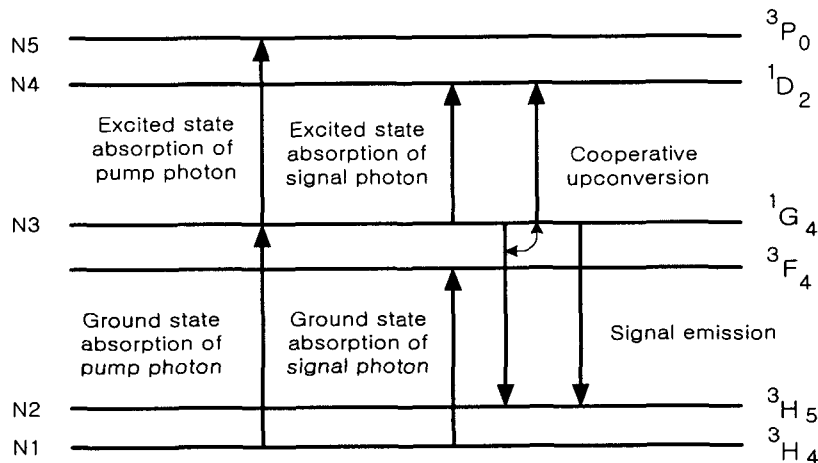 N5 ³P₀
N4 ¹D₂
Excited state
absorption of
pump photon
Excited state
absorption of
signal photon
Cooperative
upconversion
N3 ¹G₄
³F₄
Ground state
absorption of
pump photon
Ground state
absorption of
signal photon
Signal emission
N2 ³H₅
N1 ³H₄